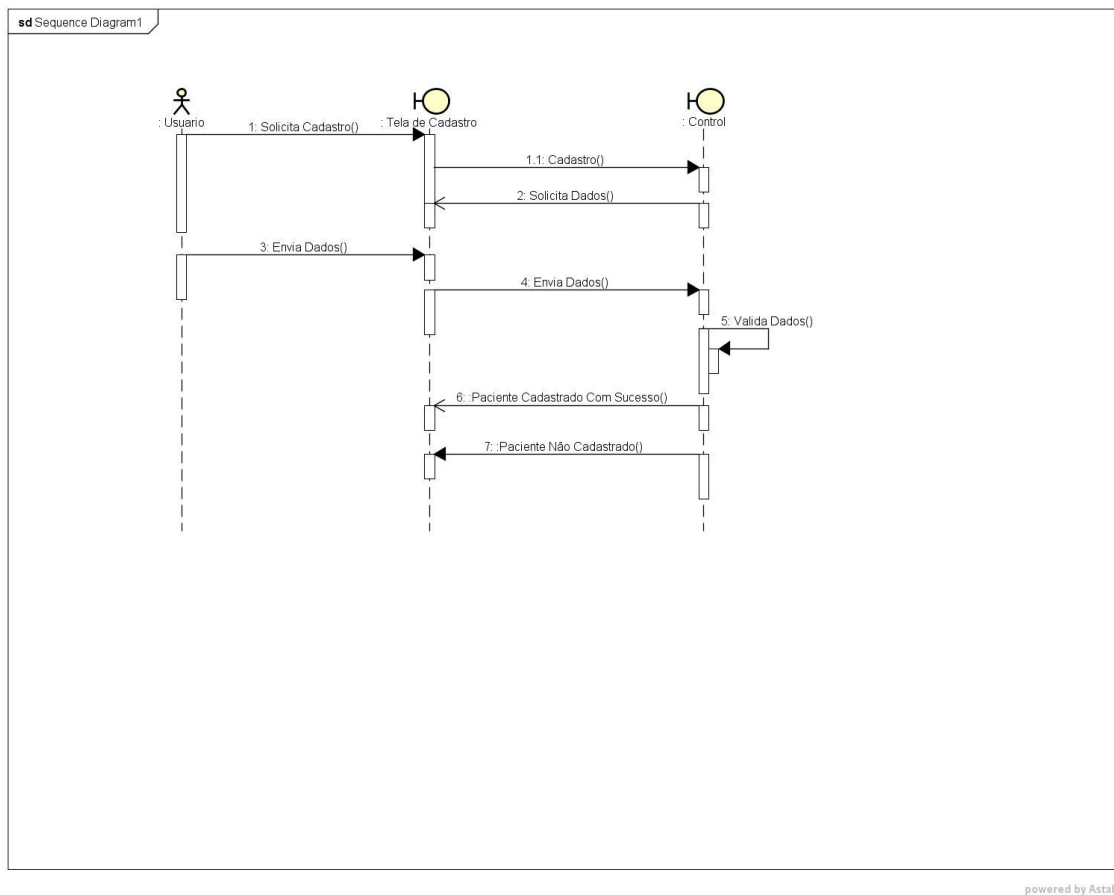 sd Sequence Diagram1
: Usuario
: Tela de Cadastro
: Control
1: Solicita Cadastro()
1.1: Cadastro()
2: Solicita Dados()
3: Envia Dados()
4: Envia Dados()
5: Valida Dados()
6: :Paciente Cadastrado Com Sucesso()
7: :Paciente Não Cadastrado()
powered by Astah